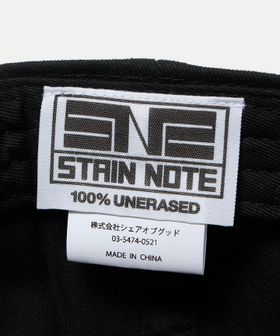 STAIN NOTE
100% UNERASED
株式会社シェアオブグッド
03-5474-0521
MADE IN CHINA